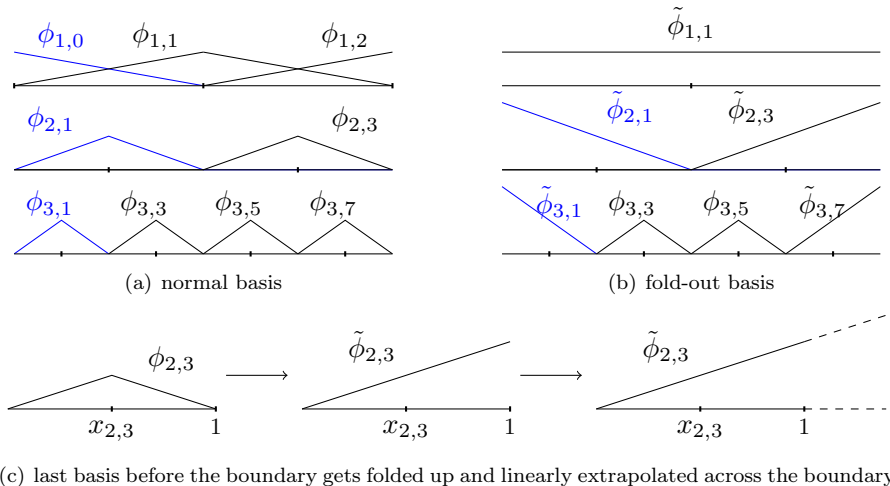 ϕ1,0 ϕ1,1 ϕ1,2
ϕ2,1 ϕ2,3
ϕ3,1 ϕ3,3 ϕ3,5 ϕ3,7
(a) normal basis
ϕ̃1,1
ϕ̃2,1 ϕ̃2,3
ϕ̃3,1 ϕ3,3 ϕ3,5 ϕ̃3,7
(b) fold-out basis
ϕ2,3 ϕ̃2,3 ϕ̃2,3
x2,3 1 x2,3 1 x2,3 1
(c) last basis before the boundary gets folded up and linearly extrapolated across the boundary